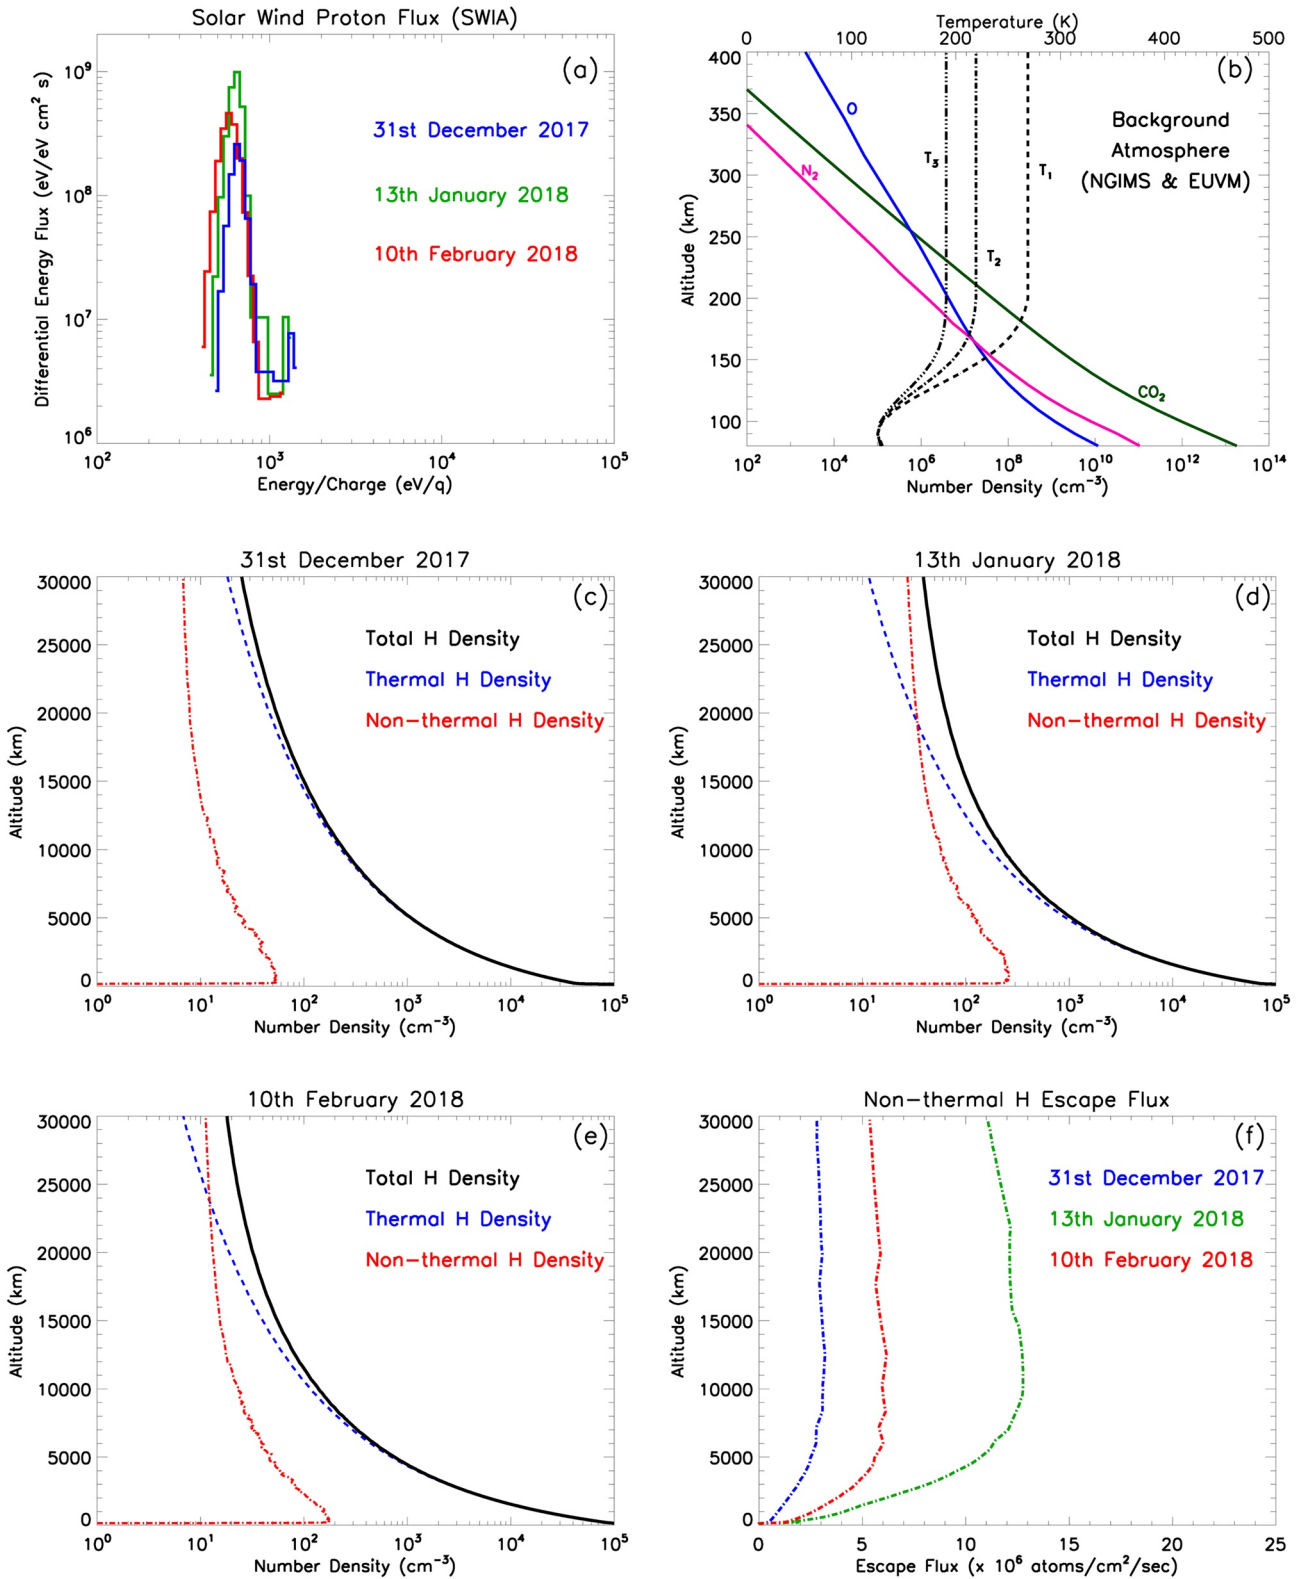 Solar Wind Proton Flux (SWIA)
(a)
10⁹
10⁸
10⁷
10⁶
Differential Energy Flux (eV/eV cm² s)
31st December 2017
13th January 2018
10th February 2018
10² 10³ 10⁴ 10⁵
Energy/Charge (eV/q)
Temperature (K)
0 100 200 300 400 500
(b)
400
350
300
250
200
150
100
Altitude (km)
O
N₂
T₃
T₂
T₁
CO₂
Background
Atmosphere
(NGIMS & EUVM)
10² 10⁴ 10⁶ 10⁸ 10¹⁰ 10¹² 10¹⁴
Number Density (cm⁻³)
31st December 2017
(c)
30000
25000
20000
15000
10000
5000
0
Altitude (km)
Total H Density
Thermal H Density
Non-thermal H Density
10⁰ 10¹ 10² 10³ 10⁴ 10⁵
Number Density (cm⁻³)
13th January 2018
(d)
30000
25000
20000
15000
10000
5000
0
Altitude (km)
Total H Density
Thermal H Density
Non-thermal H Density
10⁰ 10¹ 10² 10³ 10⁴ 10⁵
Number Density (cm⁻³)
10th February 2018
(e)
30000
25000
20000
15000
10000
5000
0
Altitude (km)
Total H Density
Thermal H Density
Non-thermal H Density
10⁰ 10¹ 10² 10³ 10⁴ 10⁵
Number Density (cm⁻³)
Non-thermal H Escape Flux
(f)
30000
25000
20000
15000
10000
5000
0
Altitude (km)
31st December 2017
13th January 2018
10th February 2018
0 5 10 15 20 25
Escape Flux (x 10⁶ atoms/cm²/sec)